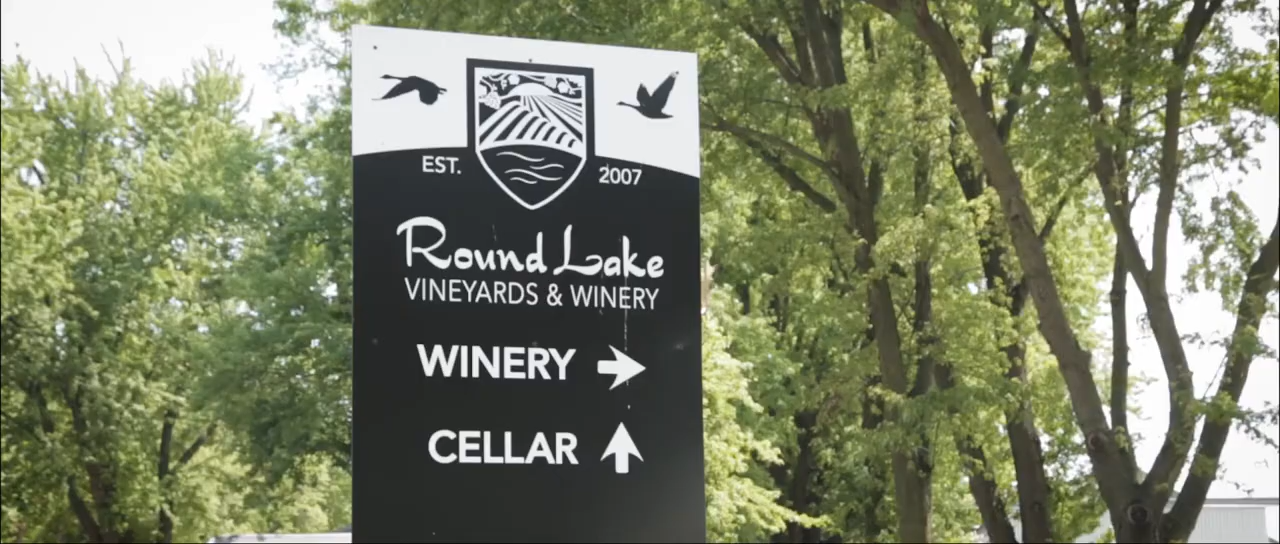 EST. 2007
Round Lake
VINEYARDS & WINERY
WINERY
CELLAR